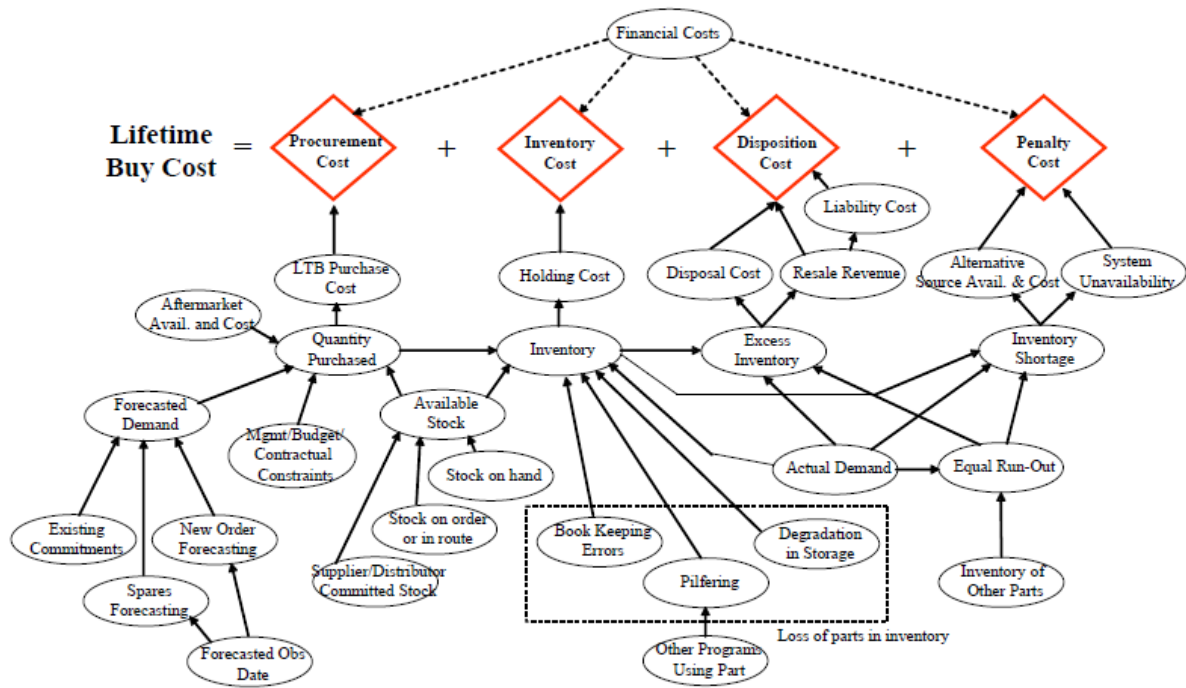 Financial Costs
Lifetime
Buy Cost
=
Procurement
Cost
+
Inventory
Cost
+
Disposition
Cost
+
Penalty
Cost
Liability Cost
LTB Purchase
Cost
Holding Cost
Disposal Cost
Resale Revenue
Alternative
Source Avail. & Cost
System
Unavailability
Aftermarket
Avail. and Cost
Quantity
Purchased
Inventory
Excess
Inventory
Inventory
Shortage
Forecasted
Demand
Mgmt/Budget/
Contractual
Constraints
Available
Stock
Stock on hand
Actual Demand
Equal Run-Out
Existing
Commitments
New Order
Forecasting
Stock on order
or in route
Book Keeping
Errors
Degradation
in Storage
Spares
Forecasting
Supplier/Distributor
Committed Stock
Pilfering
Inventory of
Other Parts
Loss of parts in inventory
Forecasted Obs
Date
Other Programs
Using Part